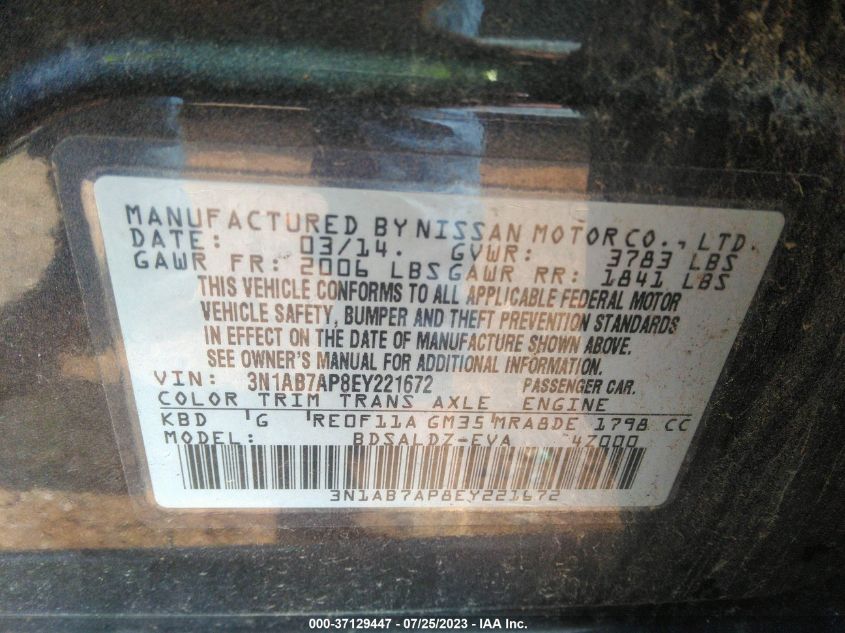 MANUFACTURED BY NISSAN MOTOR CO., LTD.
DATE: 03/14. GVWR: 3783 LBS
GAWR FR: 2006 LBS GAWR RR: 1841 LBS
THIS VEHICLE CONFORMS TO ALL APPLICABLE FEDERAL MOTOR
VEHICLE SAFETY, BUMPER AND THEFT PREVENTION STANDARDS
IN EFFECT ON THE DATE OF MANUFACTURE SHOWN ABOVE.
SEE OWNER'S MANUAL FOR ADDITIONAL INFORMATION.
VIN: 3N1AB7AP8EY221672 PASSENGER CAR.
COLOR TRIM TRANS AXLE ENGINE
KBD G RE0F11A GM35 MRA8DE 1798 CC
MODEL: BDSALDZ-EVA 47000
3N1AB7AP8EY221672
000-37129447 - 07/25/2023 - IAA Inc.